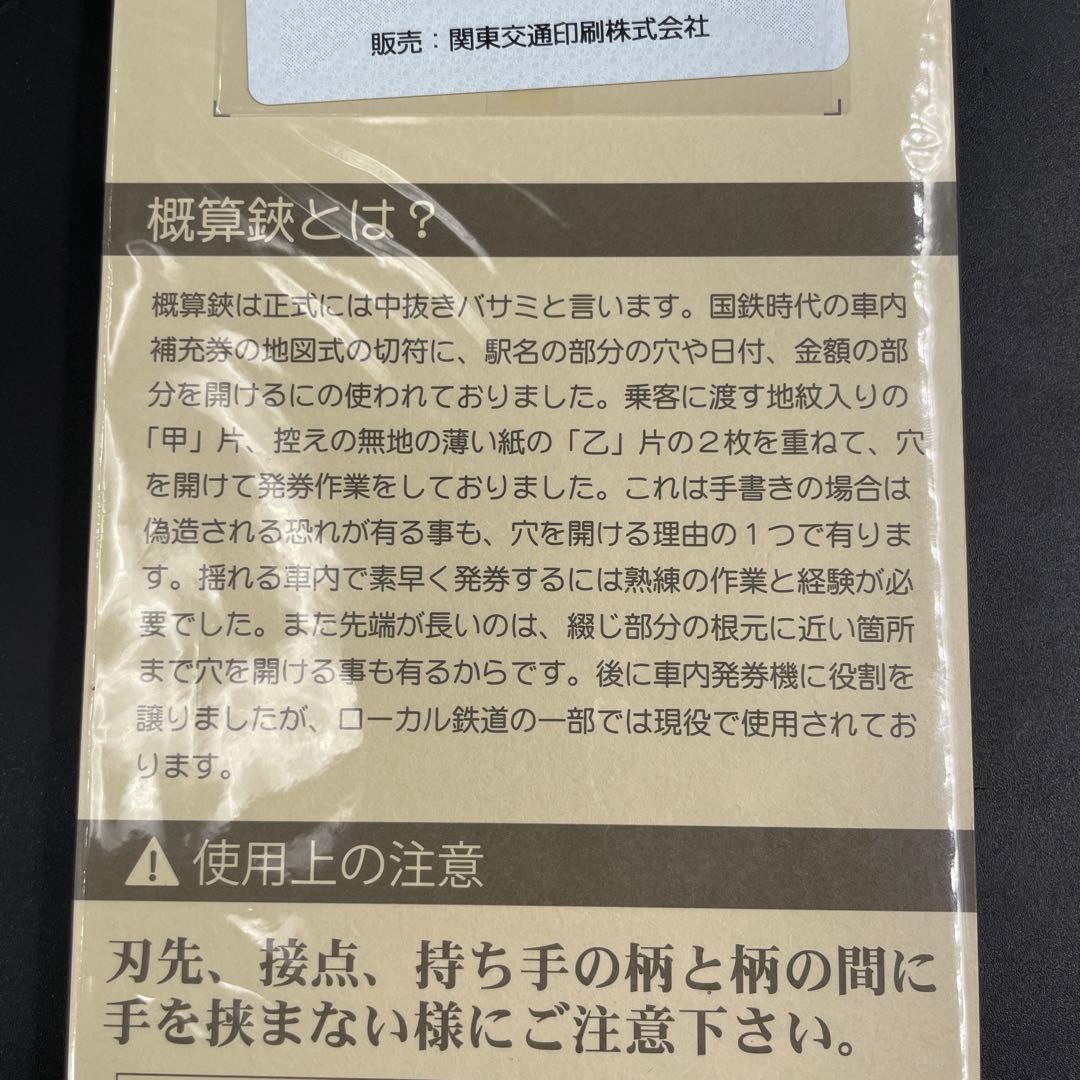 販売：関東交通印刷株式会社
概算鋏とは？
概算鋏は正式には中抜きバサミと言います。国鉄時代の車内
補充券の地図式の切符に、駅名の部分の穴や日付、金額の部
分を開けるにの使われておりました。乗客に渡す地紋入りの
「甲」片、控えの無地の薄い紙の「乙」片の２枚を重ねて、穴
を開けて発券作業をしておりました。これは手書きの場合は
偽造される恐れが有る事も、穴を開ける理由の１つで有りま
す。揺れる車内で素早く発券するには熟練の作業と経験が必
要でした。また先端が長いのは、綴じ部分の根元に近い箇所
まで穴を開ける事も有るからです。後に車内発券機に役割を
譲りましたが、ローカル鉄道の一部では現役で使用されてお
ります。
使用上の注意
刃先、接点、持ち手の柄と柄の間に
手を挟まない様にご注意下さい。